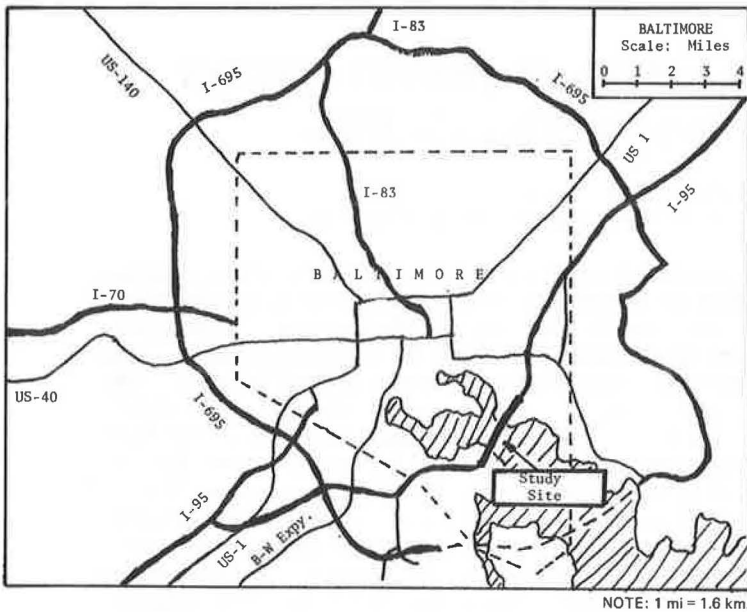 BALTIMORE
Scale: Miles
0 1 2 3 4
I-83
US-140
I-695
I-695
US 1
I-95
I-83
B A L T I M O R E
I-70
US-40
I-695
Study
Site
I-95
US-1
B-W Expy.
NOTE: 1 mi = 1.6 km